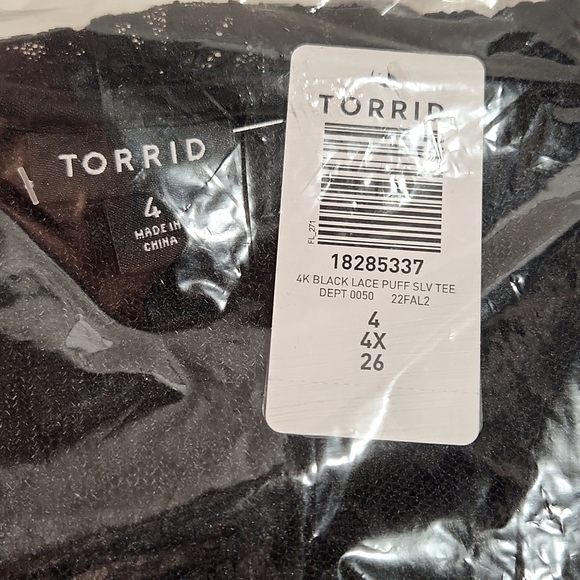 TORRID
4
MADE IN
CHINA
TORRID
FL_271
18285337
4K BLACK LACE PUFF SLV TEE
DEPT 0050 22FAL2
4
4X
26